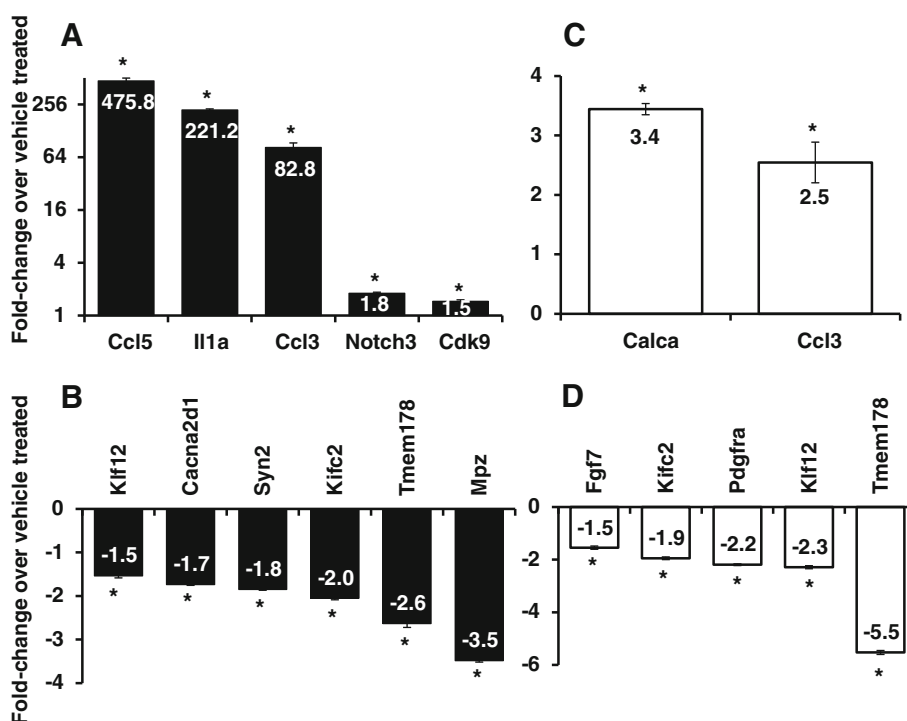 A
Fold-change over vehicle treated
256
64
16
4
1
*
*
*
*
*
475.8
221.2
82.8
1.8
1.5
Ccl5 Il1a Ccl3 Notch3 Cdk9
C
4
3
2
1
0
*
*
3.4
2.5
Calca Ccl3
B
Fold-change over vehicle treated
Klf12
Cacna2d1
Syn2
Kifc2
Tmem178
Mpz
0
-1
-2
-3
-4
-1.5
-1.7
-1.8
-2.0
-2.6
-3.5
*
*
*
*
*
*
D
Fgf7
Kifc2
Pdgfra
Klf12
Tmem178
0
-2
-4
-6
-1.5
-1.9
-2.2
-2.3
-5.5
*
*
*
*
*